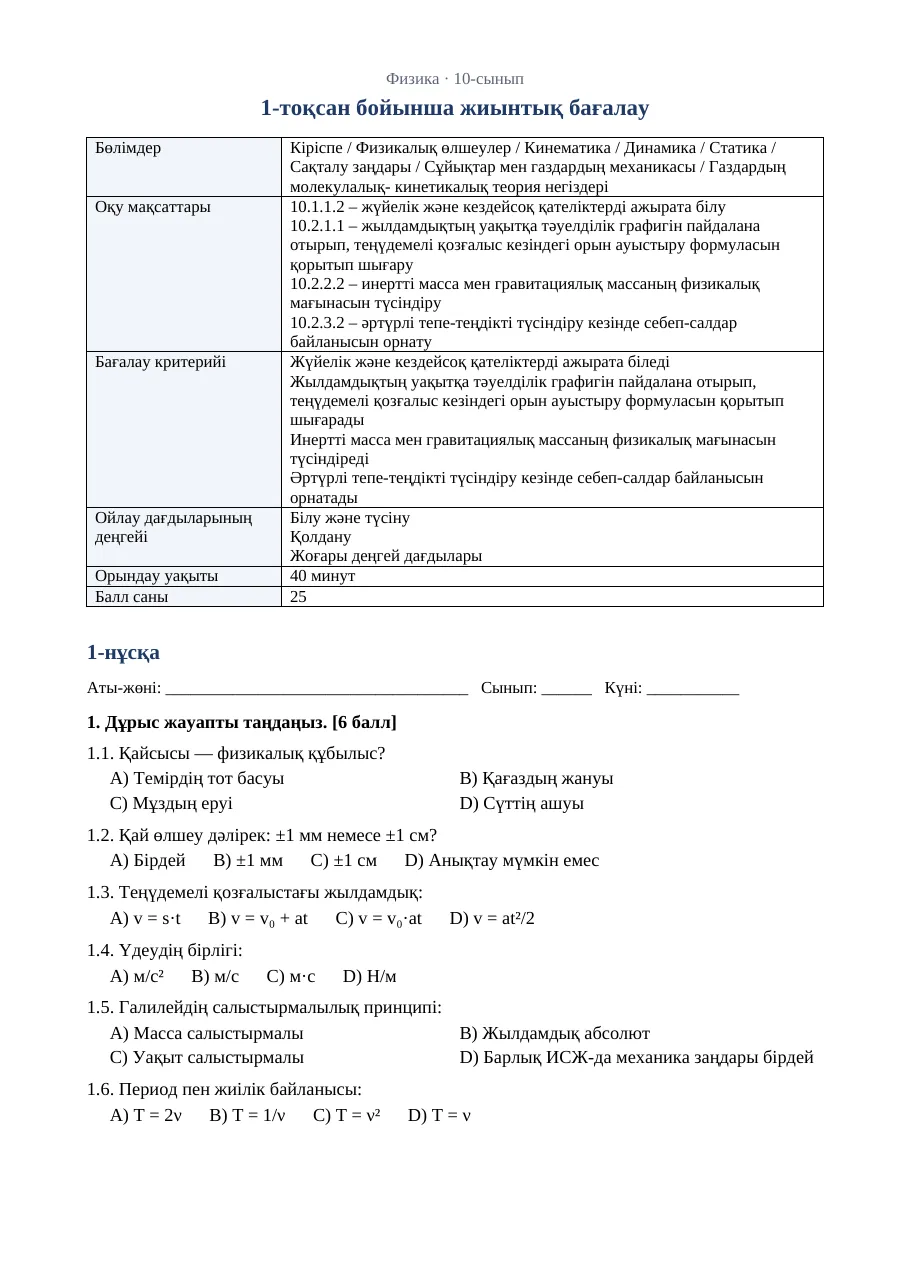 Физика · 10-сынып
1-тоқсан бойынша жиынтық бағалау
Бөлімдер
Кіріспе / Физикалық өлшеулер / Кинематика / Динамика / Статика /
Сақталу заңдары / Сұйықтар мен газдардың механикасы / Газдардың
молекулалық- кинетикалық теория негіздері
Оқу мақсаттары
10.1.1.2 – жүйелік және кездейсоқ қателіктерді ажырата білу
10.2.1.1 – жылдамдықтың уақытқа тәуелділік графигін пайдалана
отырып, теңүдемелі қозғалыс кезіндегі орын ауыстыру формуласын
қорытып шығару
10.2.2.2 – инертті масса мен гравитациялық массаның физикалық
мағынасын түсіндіру
10.2.3.2 – әртүрлі тепе-теңдікті түсіндіру кезінде себеп-салдар
байланысын орнату
Бағалау критерийі
Жүйелік және кездейсоқ қателіктерді ажырата біледі
Жылдамдықтың уақытқа тәуелділік графигін пайдалана отырып,
теңүдемелі қозғалыс кезіндегі орын ауыстыру формуласын қорытып
шығарады
Инертті масса мен гравитациялық массаның физикалық мағынасын
түсіндіреді
Әртүрлі тепе-теңдікті түсіндіру кезінде себеп-салдар байланысын
орнатады
Ойлау дағдыларының
деңгейі
Білу және түсіну
Қолдану
Жоғары деңгей дағдылары
Орындау уақыты
40 минут
Балл саны
25
1-нұсқа
Аты-жөні: ____________________________________ Сынып: ______ Күні: ___________
1. Дұрыс жауапты таңдаңыз. [6 балл]
1.1. Қайсысы — физикалық құбылыс?
A) Темірдің тот басуы B) Қағаздың жануы
C) Мұздың еруі D) Сүттің ашуы
1.2. Қай өлшеу дәлірек: ±1 мм немесе ±1 см?
A) Бірдей B) ±1 мм C) ±1 см D) Анықтау мүмкін емес
1.3. Теңүдемелі қозғалыстағы жылдамдық:
A) v = s·t B) v = v₀ + at C) v = v₀·at D) v = at²/2
1.4. Үдеудің бірлігі:
A) м/с² B) м/с C) м·с D) Н/м
1.5. Галилейдің салыстырмалылық принципі:
A) Масса салыстырмалы B) Жылдамдық абсолют
C) Уақыт салыстырмалы D) Барлық ИСЖ-да механика заңдары бірдей
1.6. Период пен жиілік байланысы:
A) T = 2ν B) T = 1/ν C) T = ν² D) T = ν